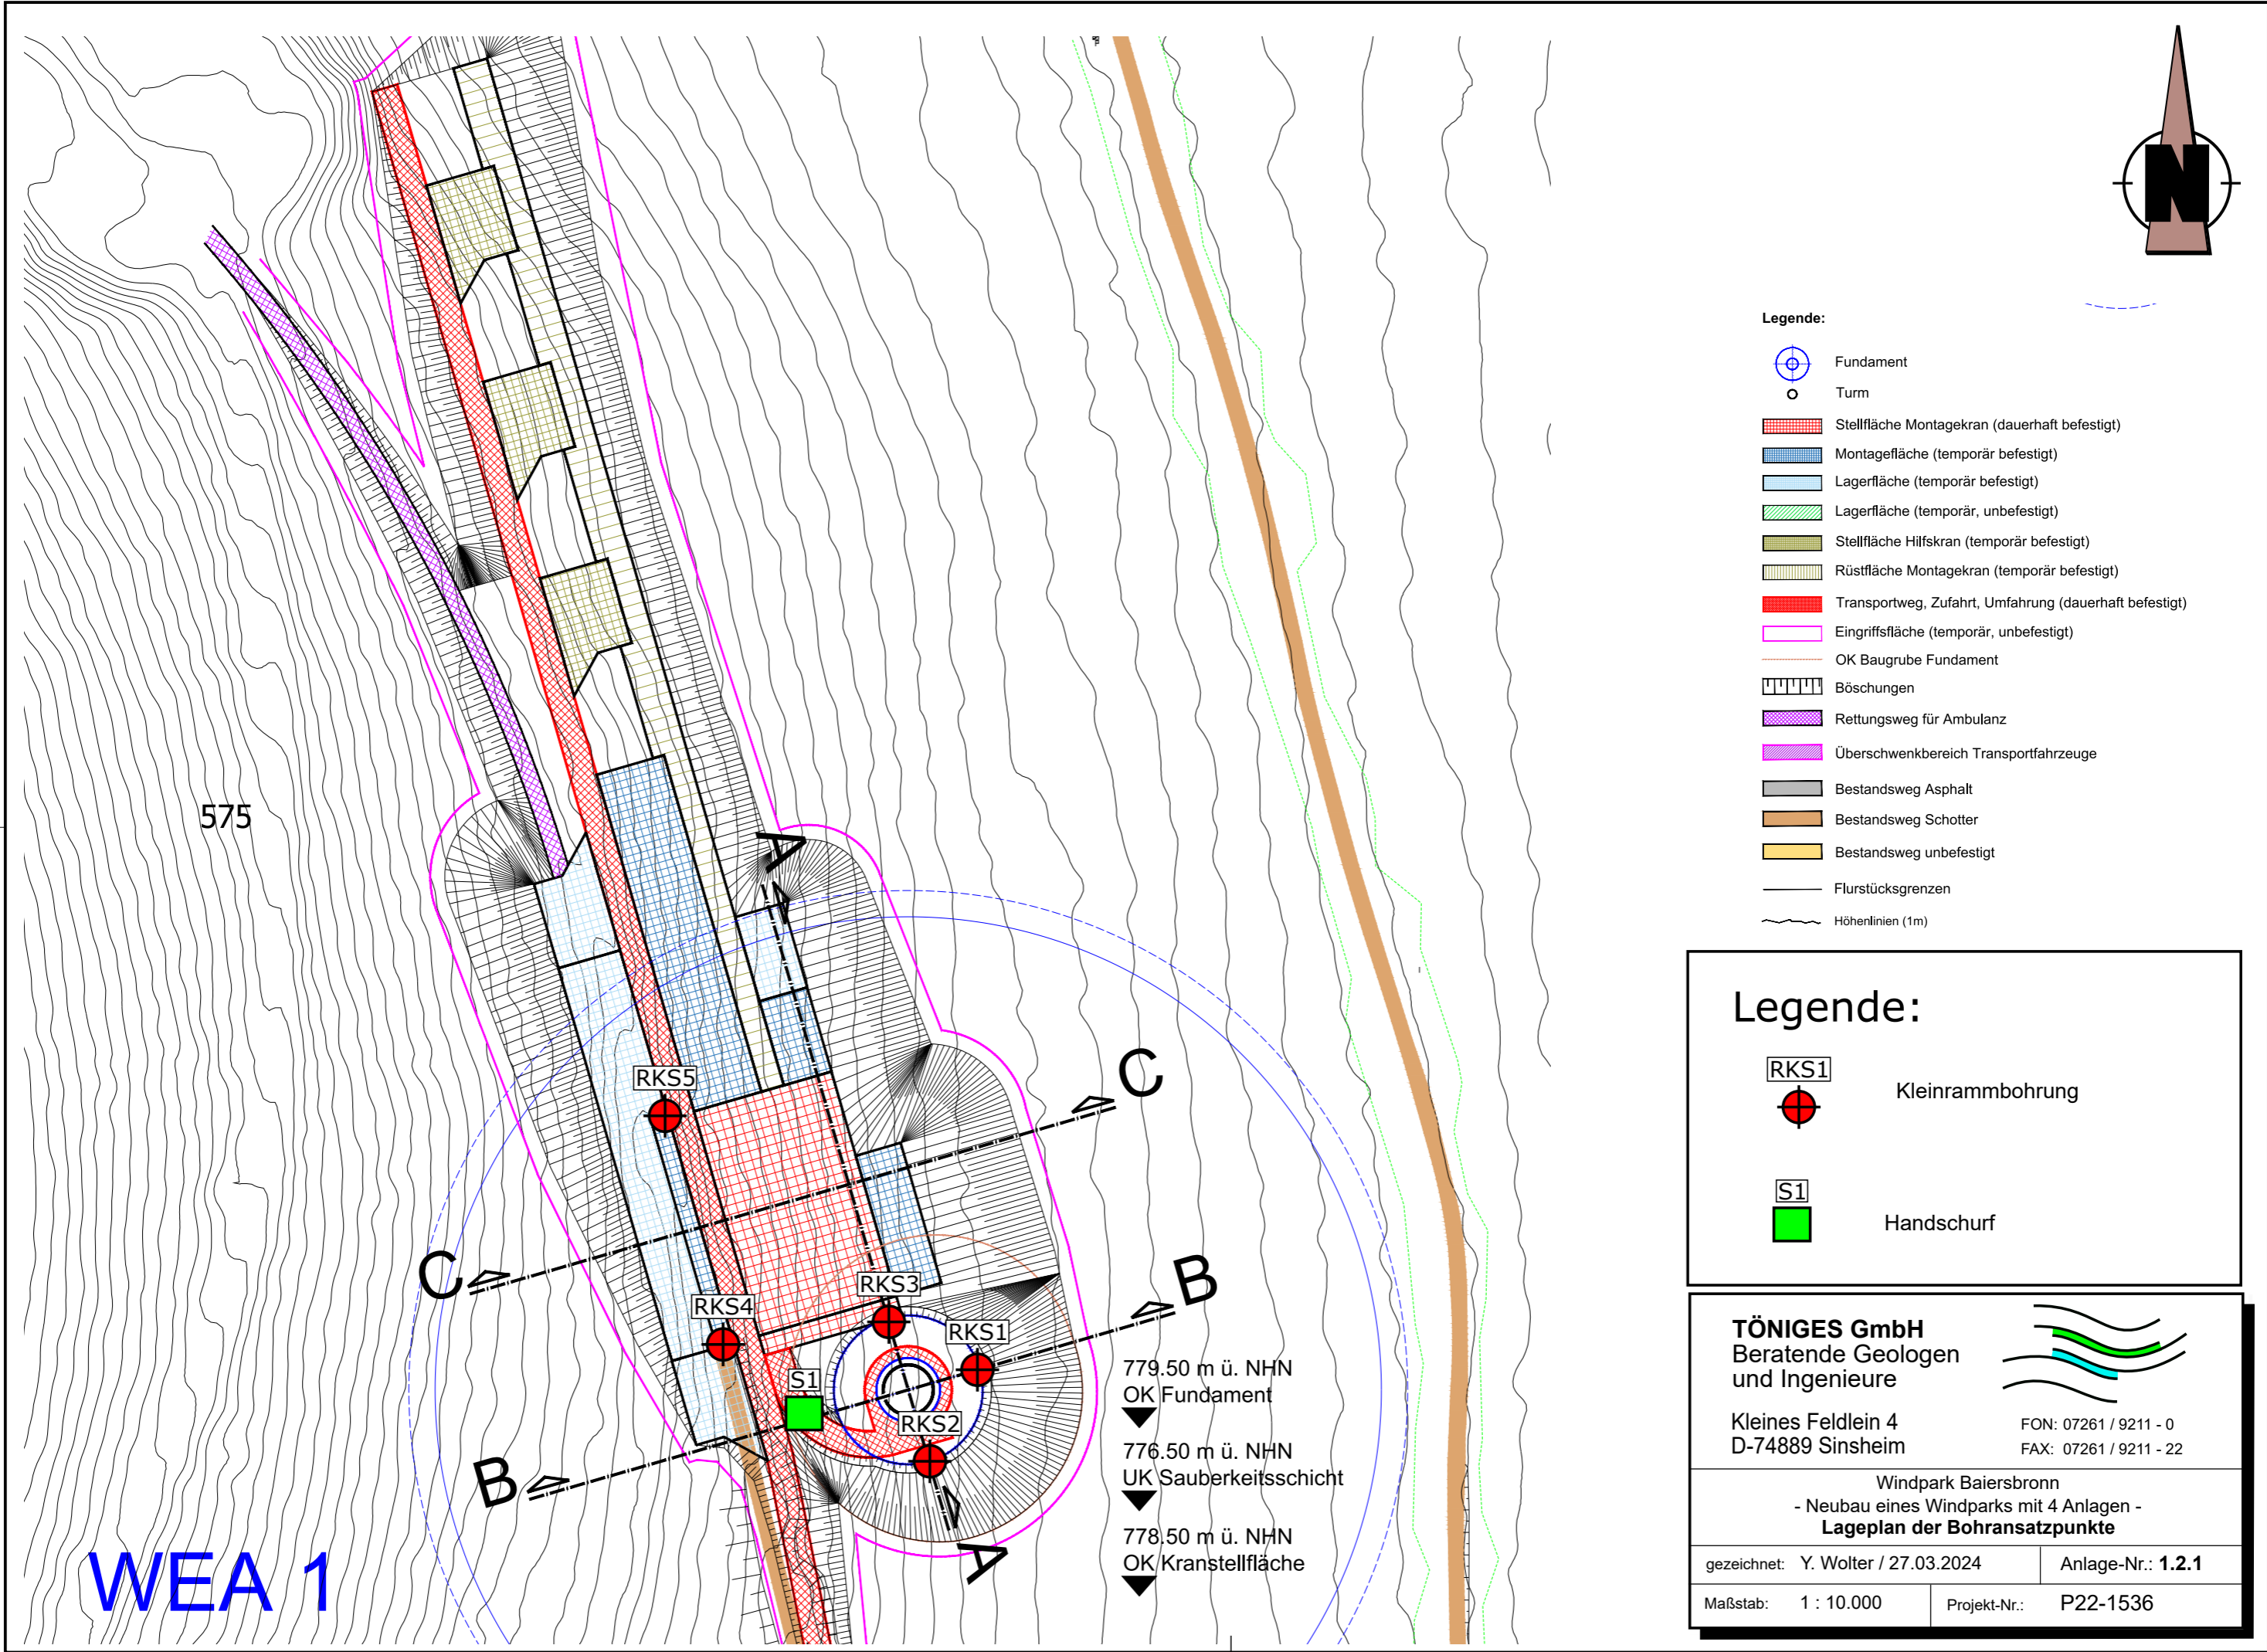 N
Legende:
Fundament
Turm
Stellfläche Montagekran (dauerhaft befestigt)
Montagefläche (temporär befestigt)
Lagerfläche (temporär befestigt)
Lagerfläche (temporär, unbefestigt)
Stellfläche Hilfskran (temporär befestigt)
Rüstfläche Montagekran (temporär befestigt)
Transportweg, Zufahrt, Umfahrung (dauerhaft befestigt)
Eingriffsfläche (temporär, unbefestigt)
OK Baugrube Fundament
Böschungen
Rettungsweg für Ambulanz
Überschwenkbereich Transportfahrzeuge
Bestandsweg Asphalt
Bestandsweg Schotter
Bestandsweg unbefestigt
Flurstücksgrenzen
Höhenlinien (1m)
575
A
C
RKS5
C
B
RKS3
RKS4
RKS1
S1
RKS2
B
A
779.50 m ü. NHN
OK Fundament
776.50 m ü. NHN
UK Sauberkeitsschicht
778.50 m ü. NHN
OK Kranstellfläche
WEA 1
Legende:
RKS1
Kleinrammbohrung
S1
Handschurf
TÖNIGES GmbH
Beratende Geologen
und Ingenieure
Kleines Feldlein 4
D-74889 Sinsheim
FON: 07261 / 9211 - 0
FAX: 07261 / 9211 - 22
Windpark Baiersbronn
- Neubau eines Windparks mit 4 Anlagen -
Lageplan der Bohransatzpunkte
gezeichnet: Y. Wolter / 27.03.2024
Anlage-Nr.: 1.2.1
Maßstab: 1 : 10.000
Projekt-Nr.: P22-1536